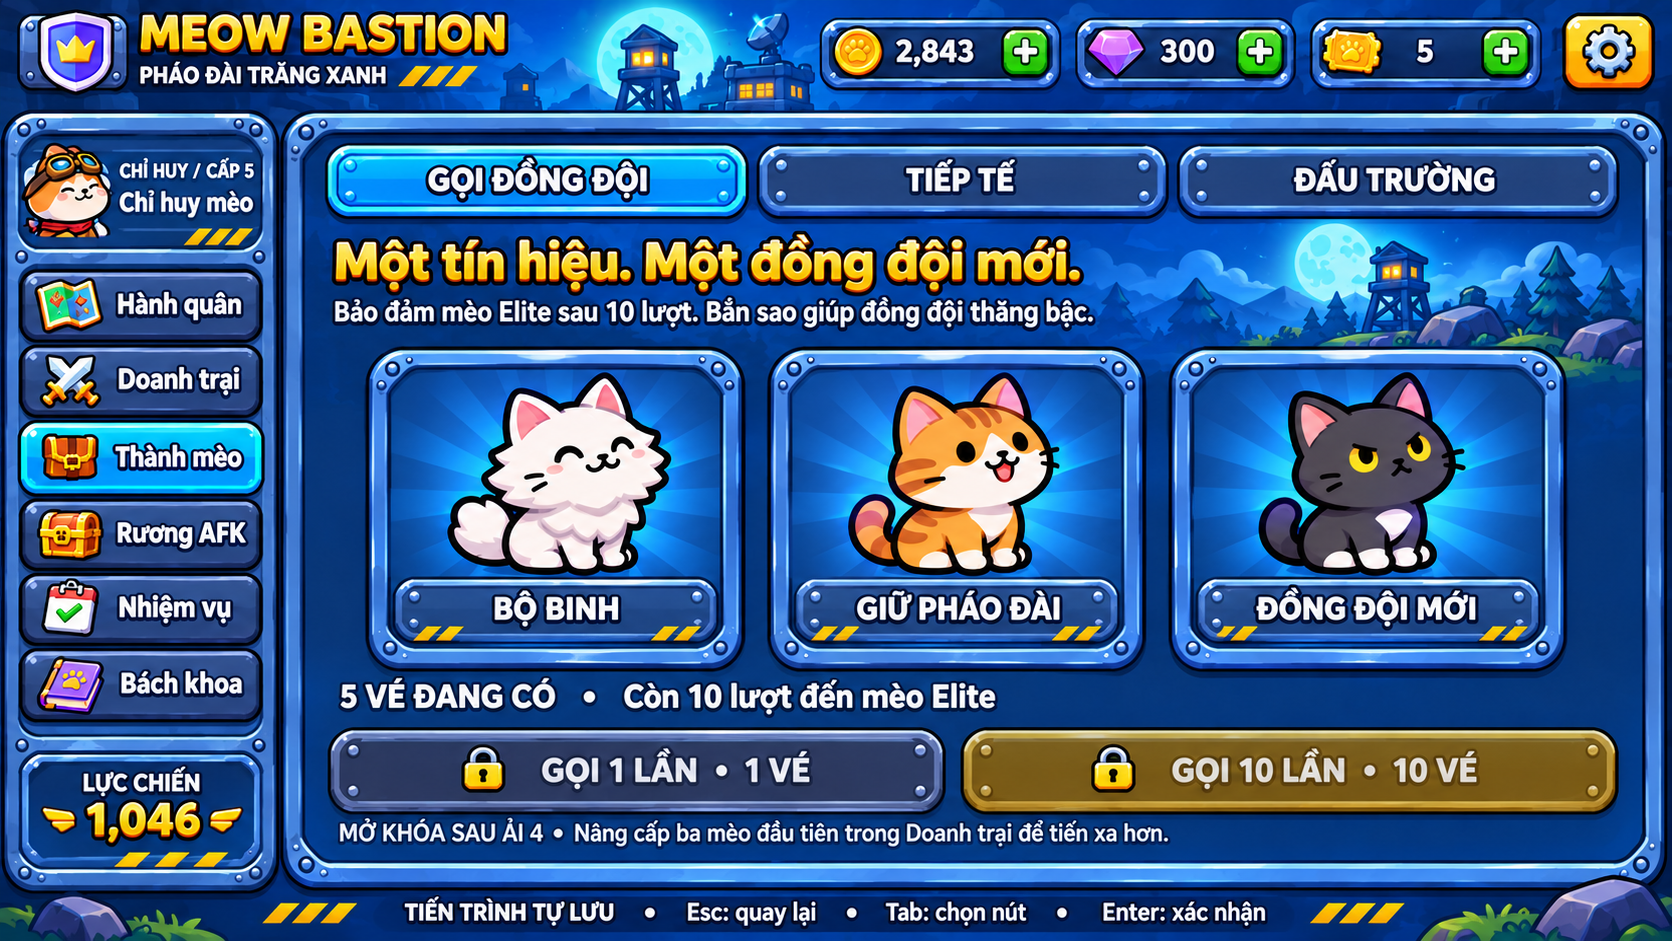 MEOW BASTION
PHÁO ĐÀI TRĂNG XANH
2,843
300
5
CHỈ HUY / CẤP 5
Chỉ huy mèo
Hành quân
Doanh trại
Thành mèo
Rương AFK
Nhiệm vụ
Bách khoa
LỰC CHIẾN
1,046
GỌI ĐỒNG ĐỘI
TIẾP TẾ
ĐẤU TRƯỜNG
Một tín hiệu. Một đồng đội mới.
Bảo đảm mèo Elite sau 10 lượt. Bắn sao giúp đồng đội thăng bậc.
BỘ BINH
GIỮ PHÁO ĐÀI
ĐỒNG ĐỘI MỚI
5 VÉ ĐANG CÓ • Còn 10 lượt đến mèo Elite
GỌI 1 LẦN • 1 VÉ
GỌI 10 LẦN • 10 VÉ
MỞ KHÓA SAU ẢI 4 • Nâng cấp ba mèo đầu tiên trong Doanh trại để tiến xa hơn.
TIẾN TRÌNH TỰ LƯU • Esc: quay lại • Tab: chọn nút • Enter: xác nhận